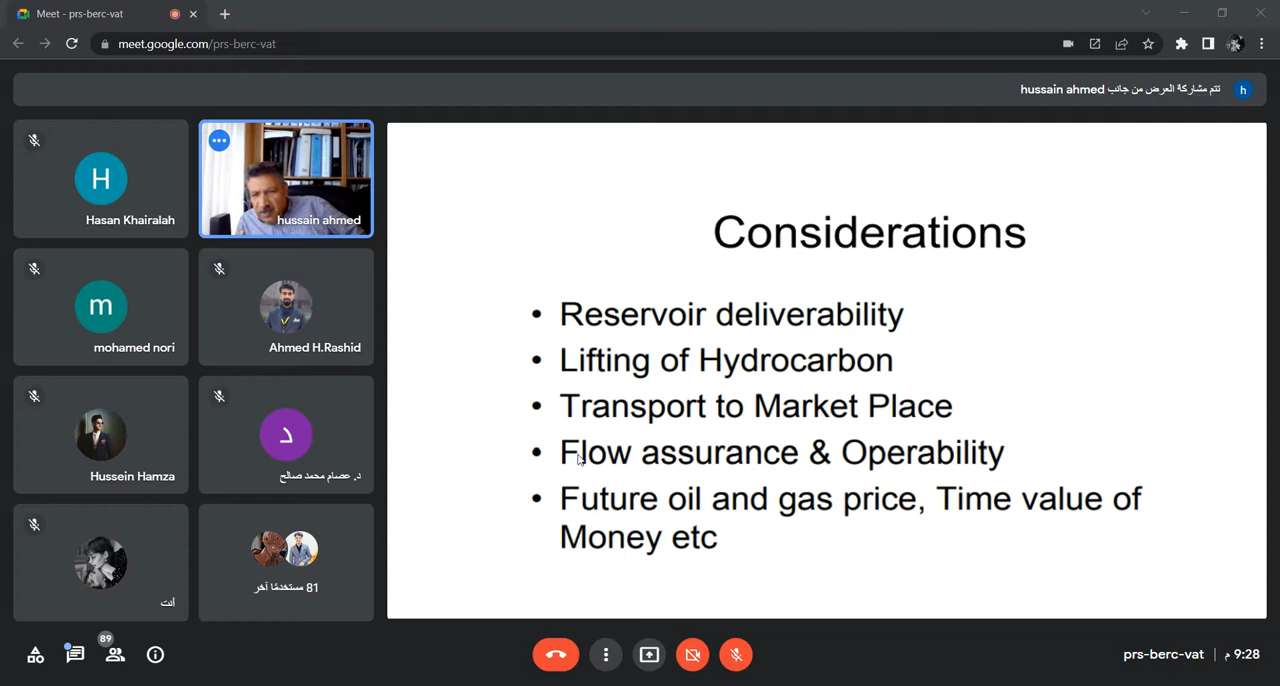 Meet - prs-berc-vat
meet.google.com/prs-berc-vat
تتم مشاركة العرض من جانب hussain ahmed
h
H
Hasan Khairalah
hussain ahmed
m
mohamed nori
Ahmed H.Rashid
Hussein Hamza
د
د. عصام محمد صالح
أنت
81 مستخدمًا آخر
Considerations
• Reservoir deliverability
• Lifting of Hydrocarbon
• Transport to Market Place
• Flow assurance & Operability
• Future oil and gas price, Time value of
Money etc
89
prs-berc-vat
9:28 م